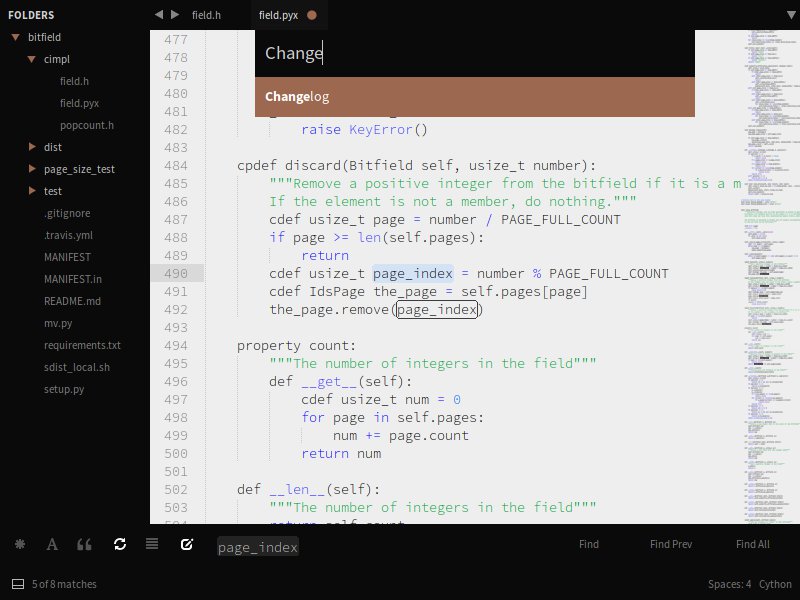 FOLDERS
field.h
field.pyx
bitfield
cimpl
field.h
field.pyx
popcount.h
dist
page_size_test
test
.gitignore
.travis.yml
MANIFEST
MANIFEST.in
README.md
mv.py
requirements.txt
sdist_local.sh
setup.py
Change
Changelog
477
478
479
480
481
482 raise KeyError()
483
484 cpdef discard(Bitfield self, usize_t number):
485 """Remove a positive integer from the bitfield if it is a m
486 If the element is not a member, do nothing."""
487 cdef usize_t page = number / PAGE_FULL_COUNT
488 if page >= len(self.pages):
489 return
490 cdef usize_t page_index = number % PAGE_FULL_COUNT
491 cdef IdsPage the_page = self.pages[page]
492 the_page.remove(page_index)
493
494 property count:
495 """The number of integers in the field"""
496 def __get__(self):
497 cdef usize_t num = 0
498 for page in self.pages:
499 num += page.count
500 return num
501
502 def __len__(self):
503 """The number of integers in the field"""
504 return self.count
page_index
Find
Find Prev
Find All
5 of 8 matches
Spaces: 4
Cython